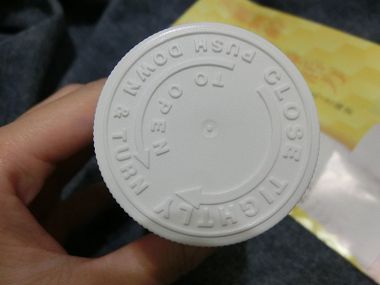 CLOSE TIGHTLY
PUSH DOWN & TURN
TO OPEN